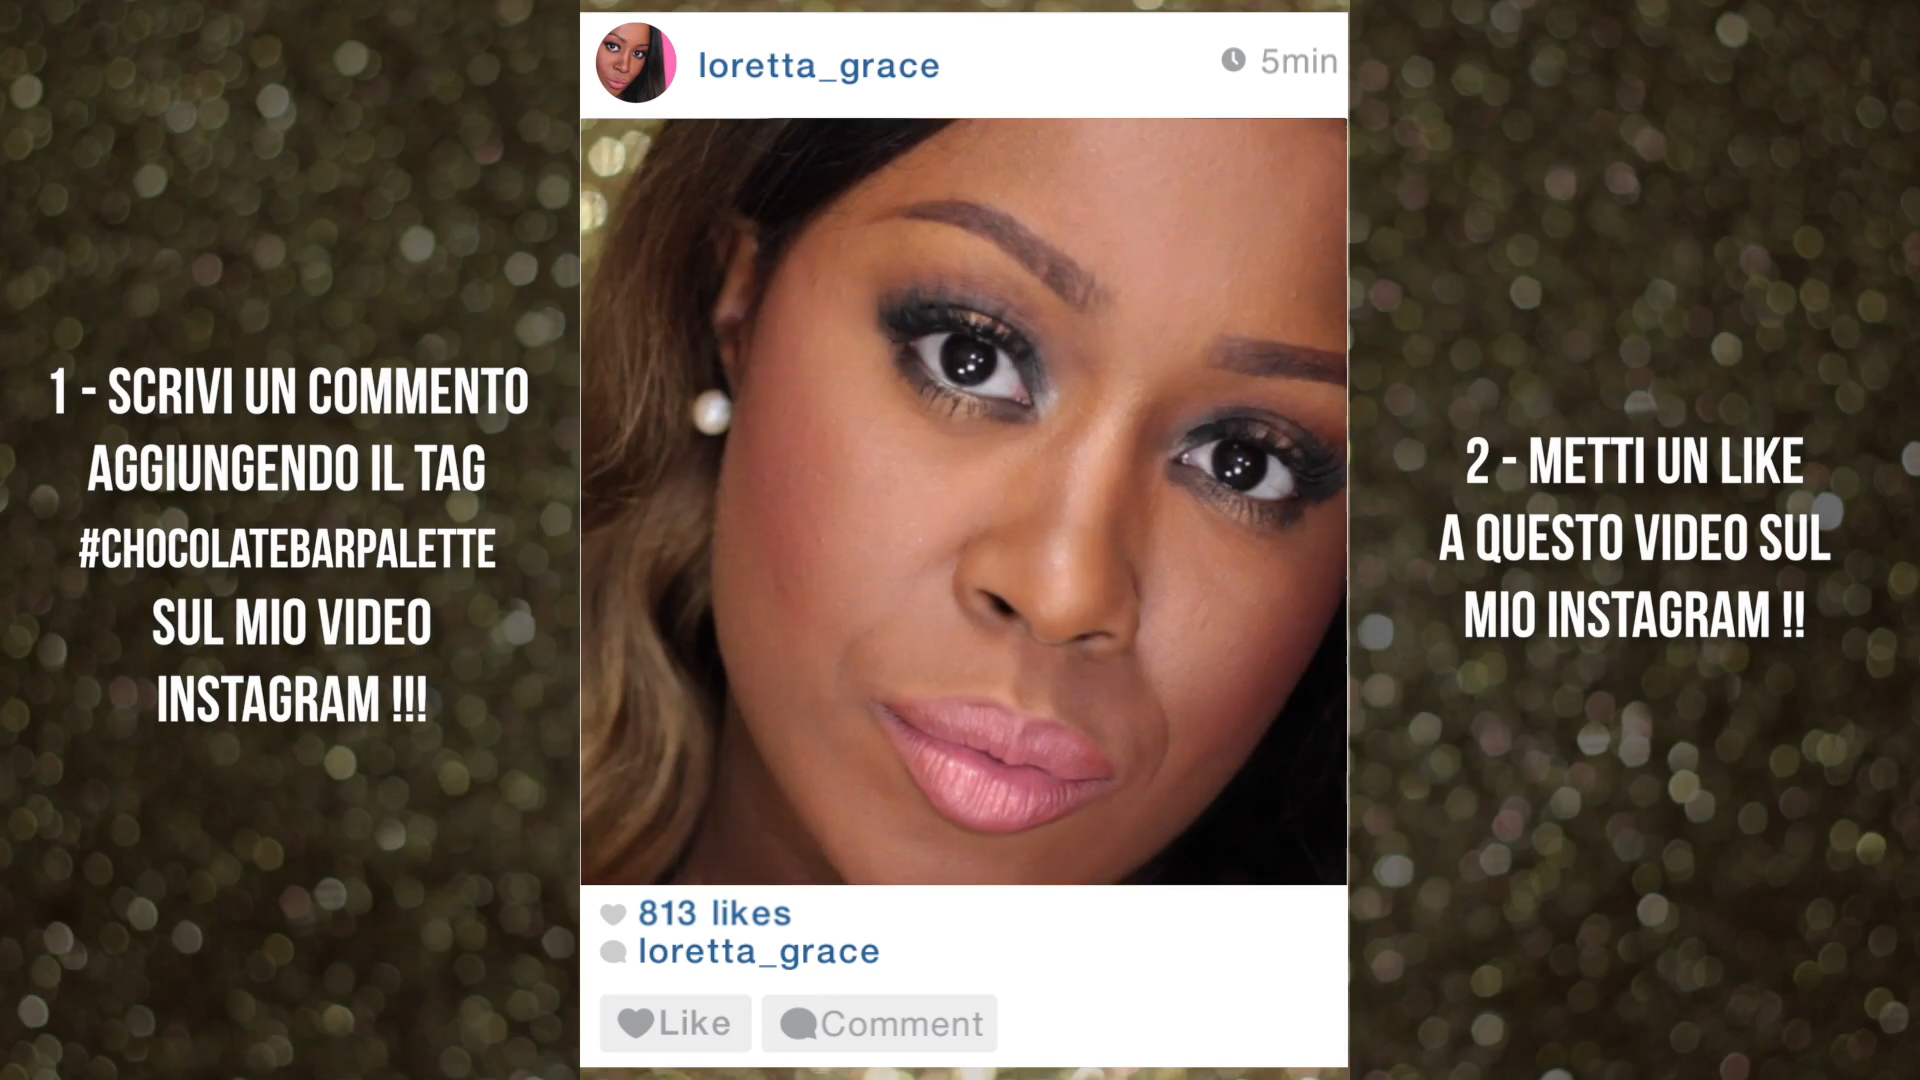 1 - SCRIVI UN COMMENTO
AGGIUNGENDO IL TAG
#CHOCOLATEBARPALETTE
SUL MIO VIDEO
INSTAGRAM !!!
loretta_grace
5min
813 likes
loretta_grace
Like
Comment
2 - METTI UN LIKE
A QUESTO VIDEO SUL
MIO INSTAGRAM !!